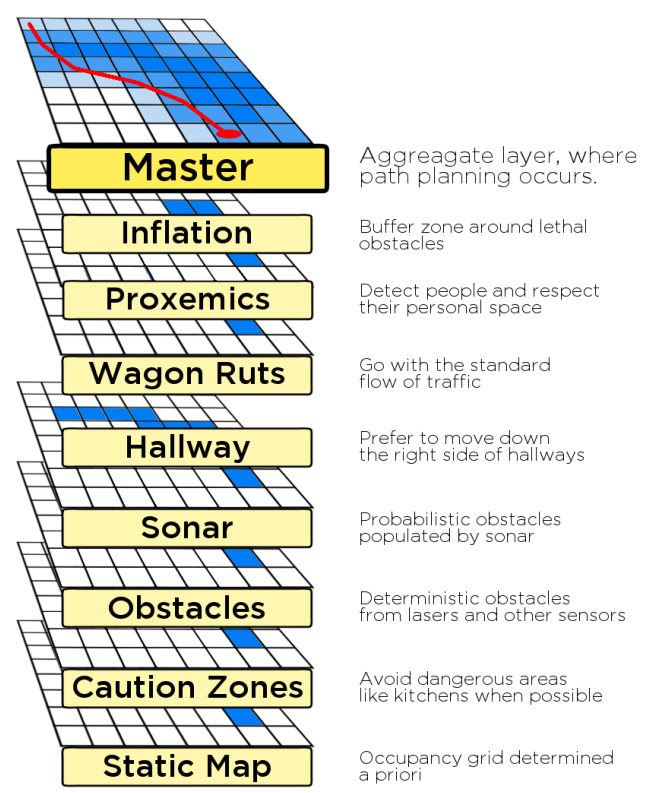 Master
Aggreagate layer, where
path planning occurs.
Inflation
Buffer zone around lethal
obstacles
Proxemics
Detect people and respect
their personal space
Wagon Ruts
Go with the standard
flow of traffic
Hallway
Prefer to move down
the right side of hallways
Sonar
Probabilistic obstacles
populated by sonar
Obstacles
Deterministic obstacles
from lasers and other sensors
Caution Zones
Avoid dangerous areas
like kitchens when possible
Static Map
Occupancy grid determined
a priori